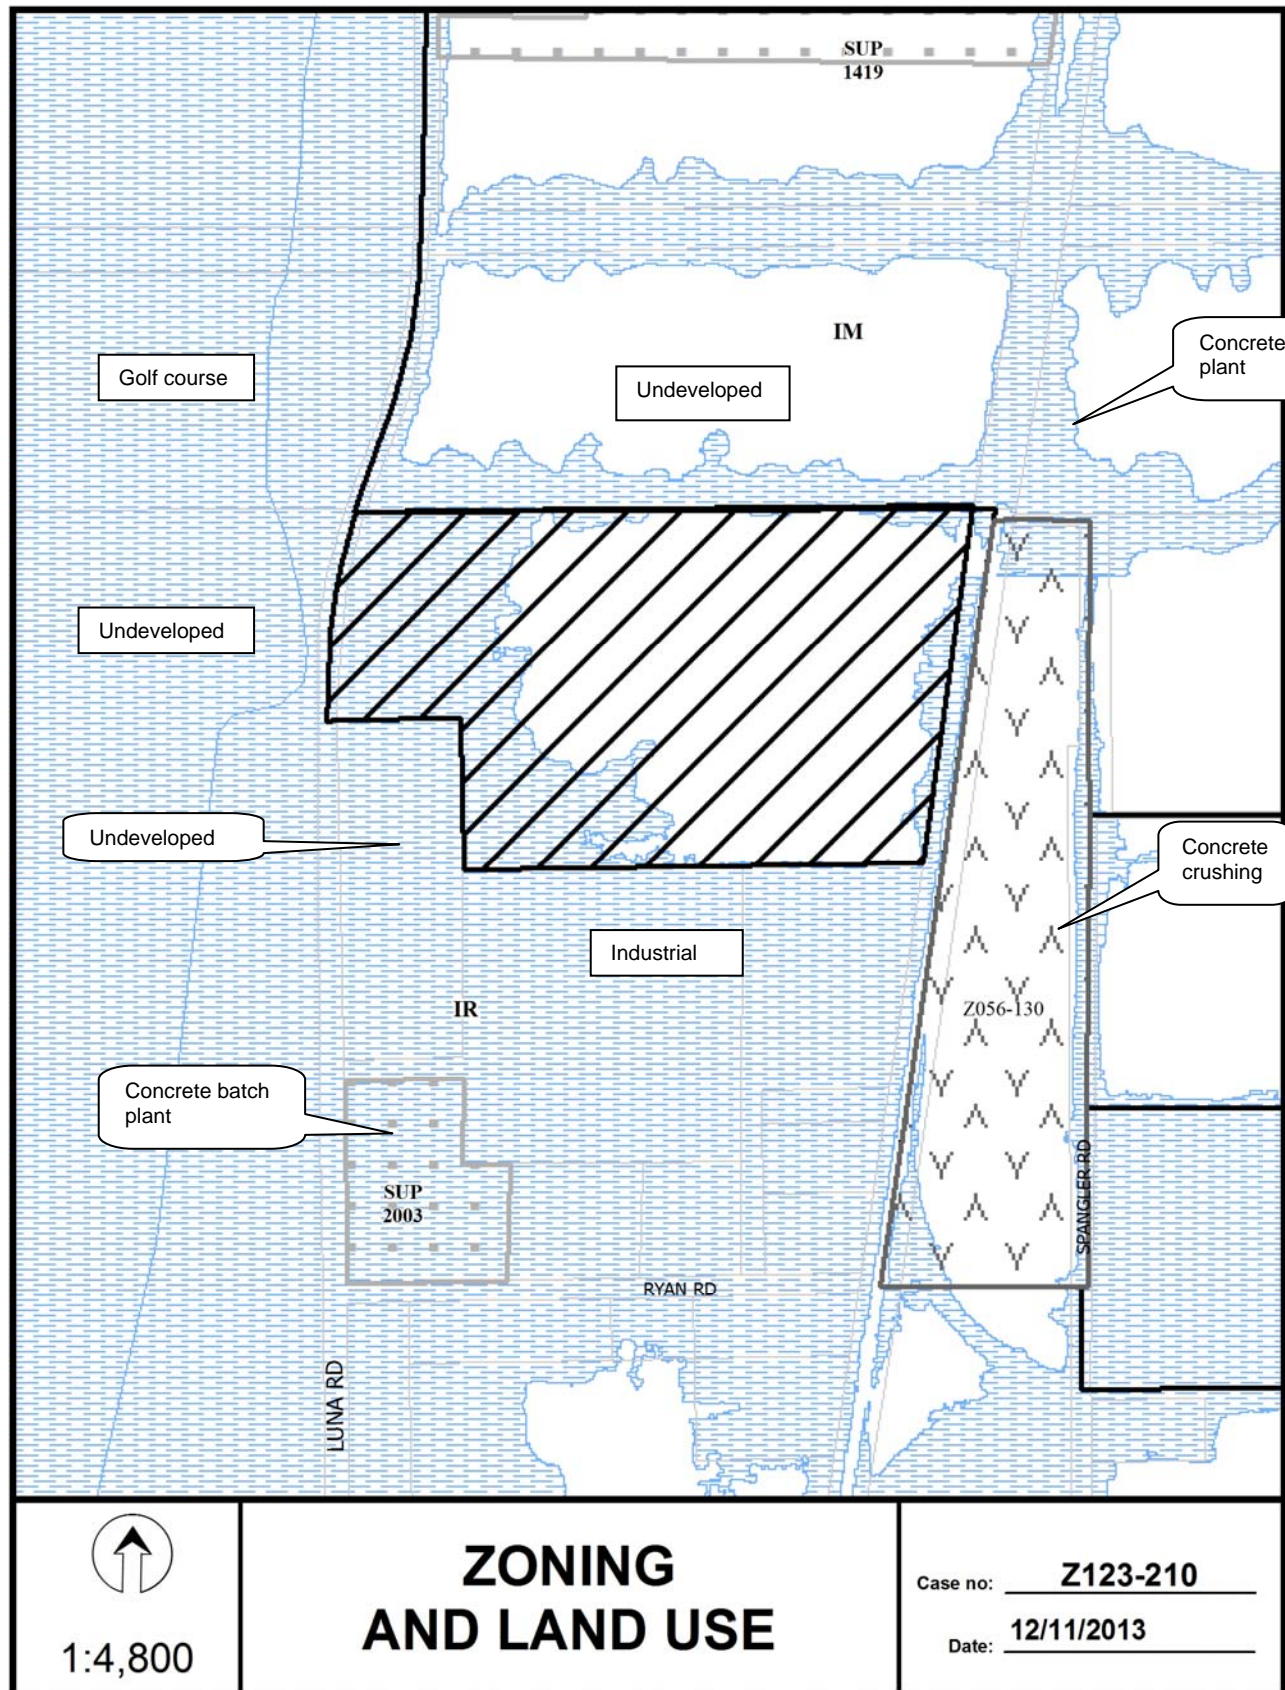 SUP
1419
IM
Concrete
plant
Golf course
Undeveloped
Undeveloped
Undeveloped
Concrete
crushing
Industrial
Z056-130
IR
Concrete batch
plant
SUP
2003
SPANGLER RD
RYAN RD
LUNA RD
1:4,800
ZONING
AND LAND USE
Case no: Z123-210
Date: 12/11/2013